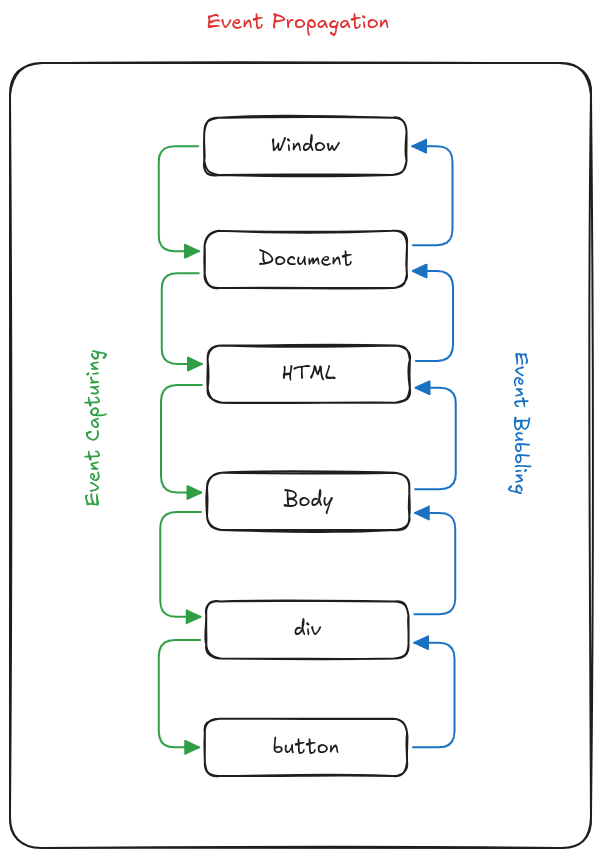 Event Propagation
Window
Document
HTML
Body
div
button
Event Capturing
Event Bubbling